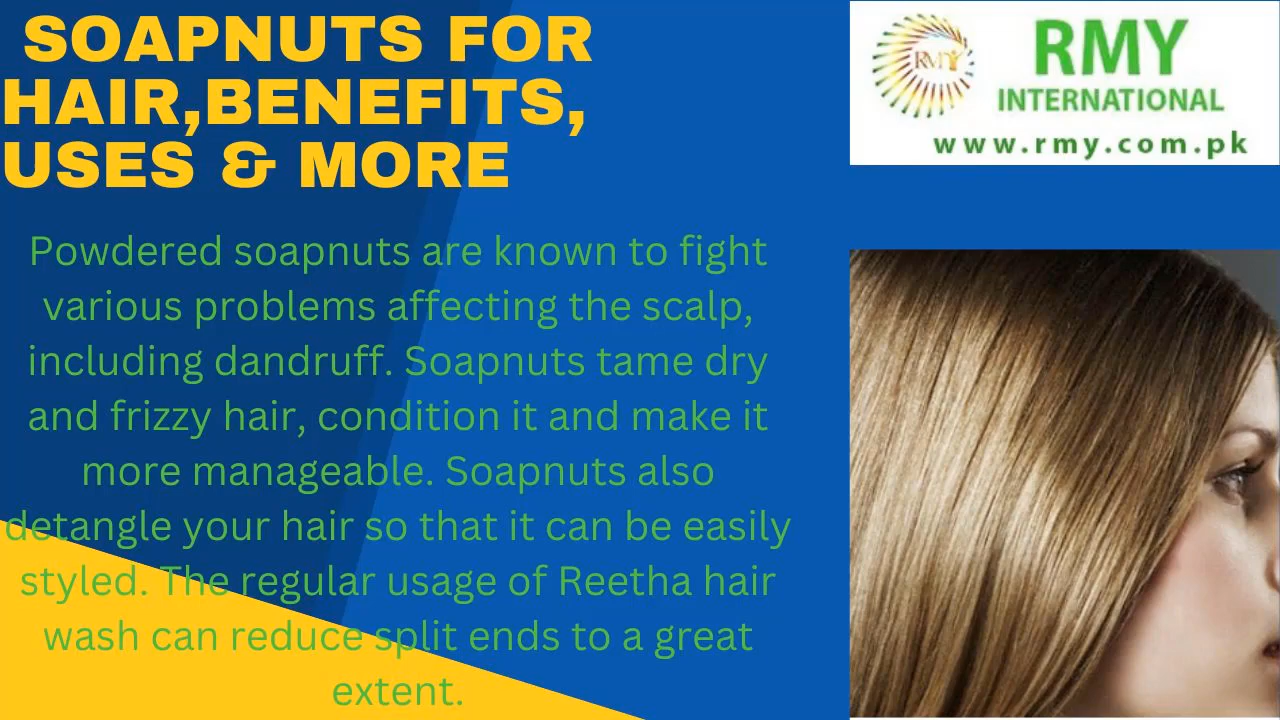 SOAPNUTS FOR
HAIR,BENEFITS,
USES & MORE
RMY
RMY
INTERNATIONAL
www.rmy.com.pk
Powdered soapnuts are known to fight
various problems affecting the scalp,
including dandruff. Soapnuts tame dry
and frizzy hair, condition it and make it
more manageable. Soapnuts also
detangle your hair so that it can be easily
styled. The regular usage of Reetha hair
wash can reduce split ends to a great
extent.